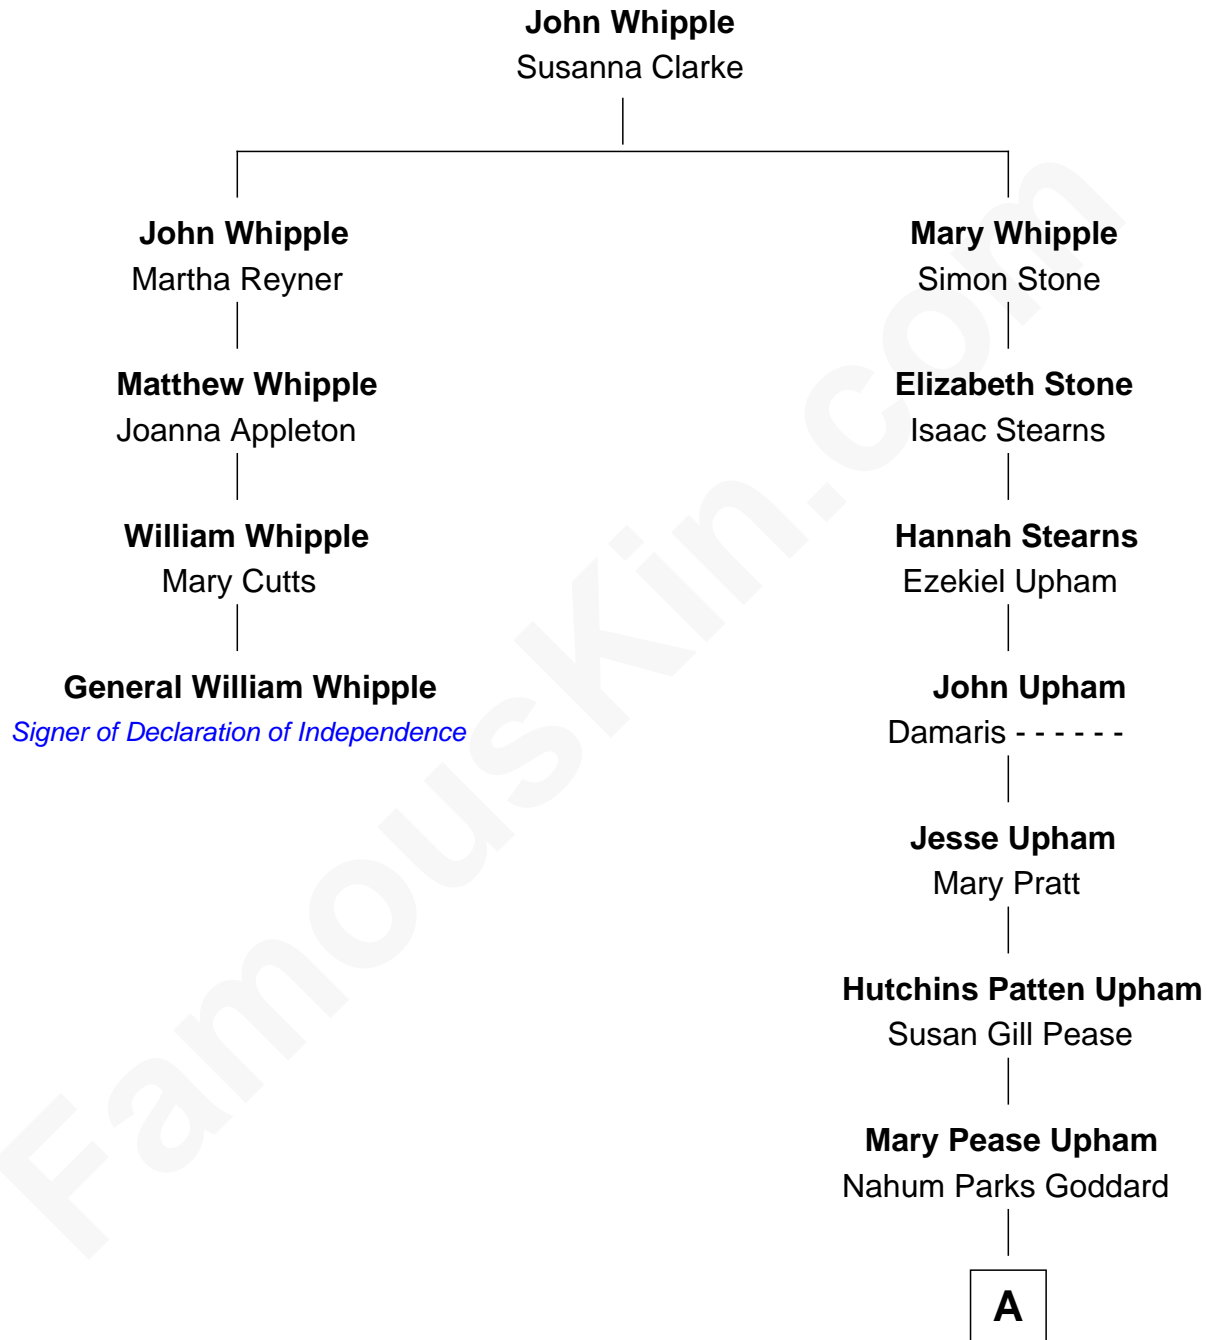 John Whipple
Susanna Clarke
John Whipple
Martha Reyner
Matthew Whipple
Joanna Appleton
William Whipple
Mary Cutts
General William Whipple
Signer of Declaration of Independence
Mary Whipple
Simon Stone
Elizabeth Stone
Isaac Stearns
Hannah Stearns
Ezekiel Upham
John Upham
Damaris - - - - - -
Jesse Upham
Mary Pratt
Hutchins Patten Upham
Susan Gill Pease
Mary Pease Upham
Nahum Parks Goddard
A
FamousKin.com